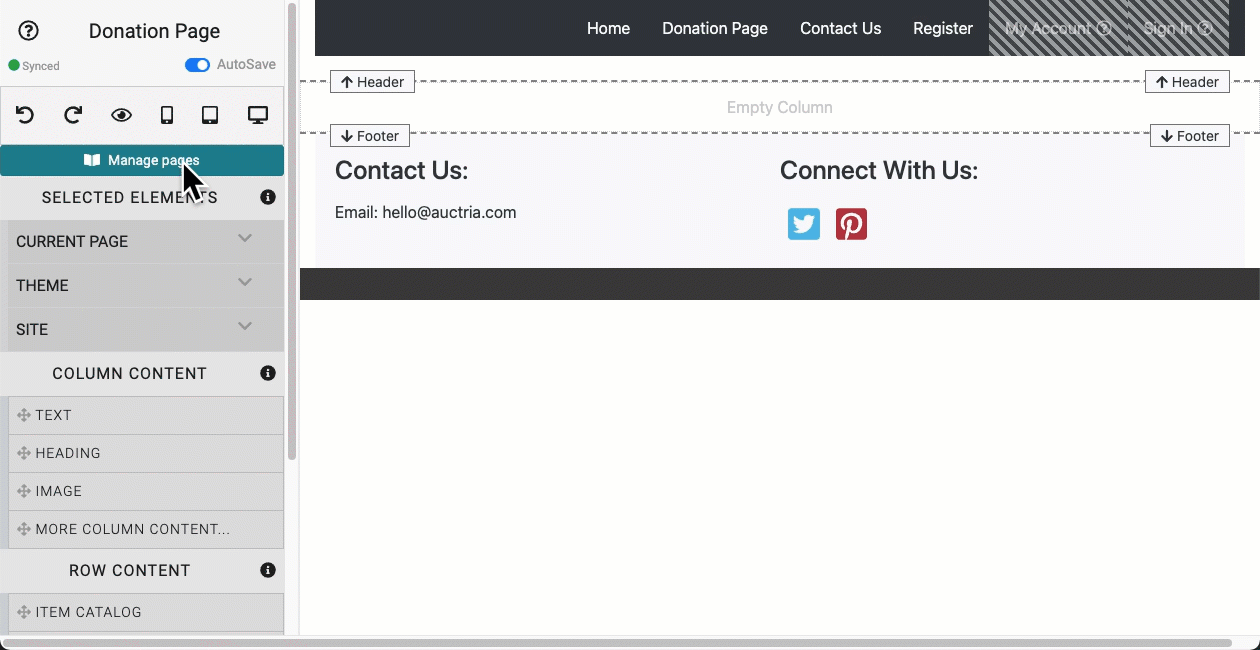 Donation Page
Synced
AutoSave
Manage pages
SELECTED ELEMENTS
CURRENT PAGE
THEME
SITE
COLUMN CONTENT
TEXT
HEADING
IMAGE
MORE COLUMN CONTENT...
ROW CONTENT
ITEM CATALOG
Home Donation Page Contact Us Register My Account Sign In
Header Header
Empty Column
Footer Footer
Contact Us: Connect With Us:
Email: hello@auctria.com